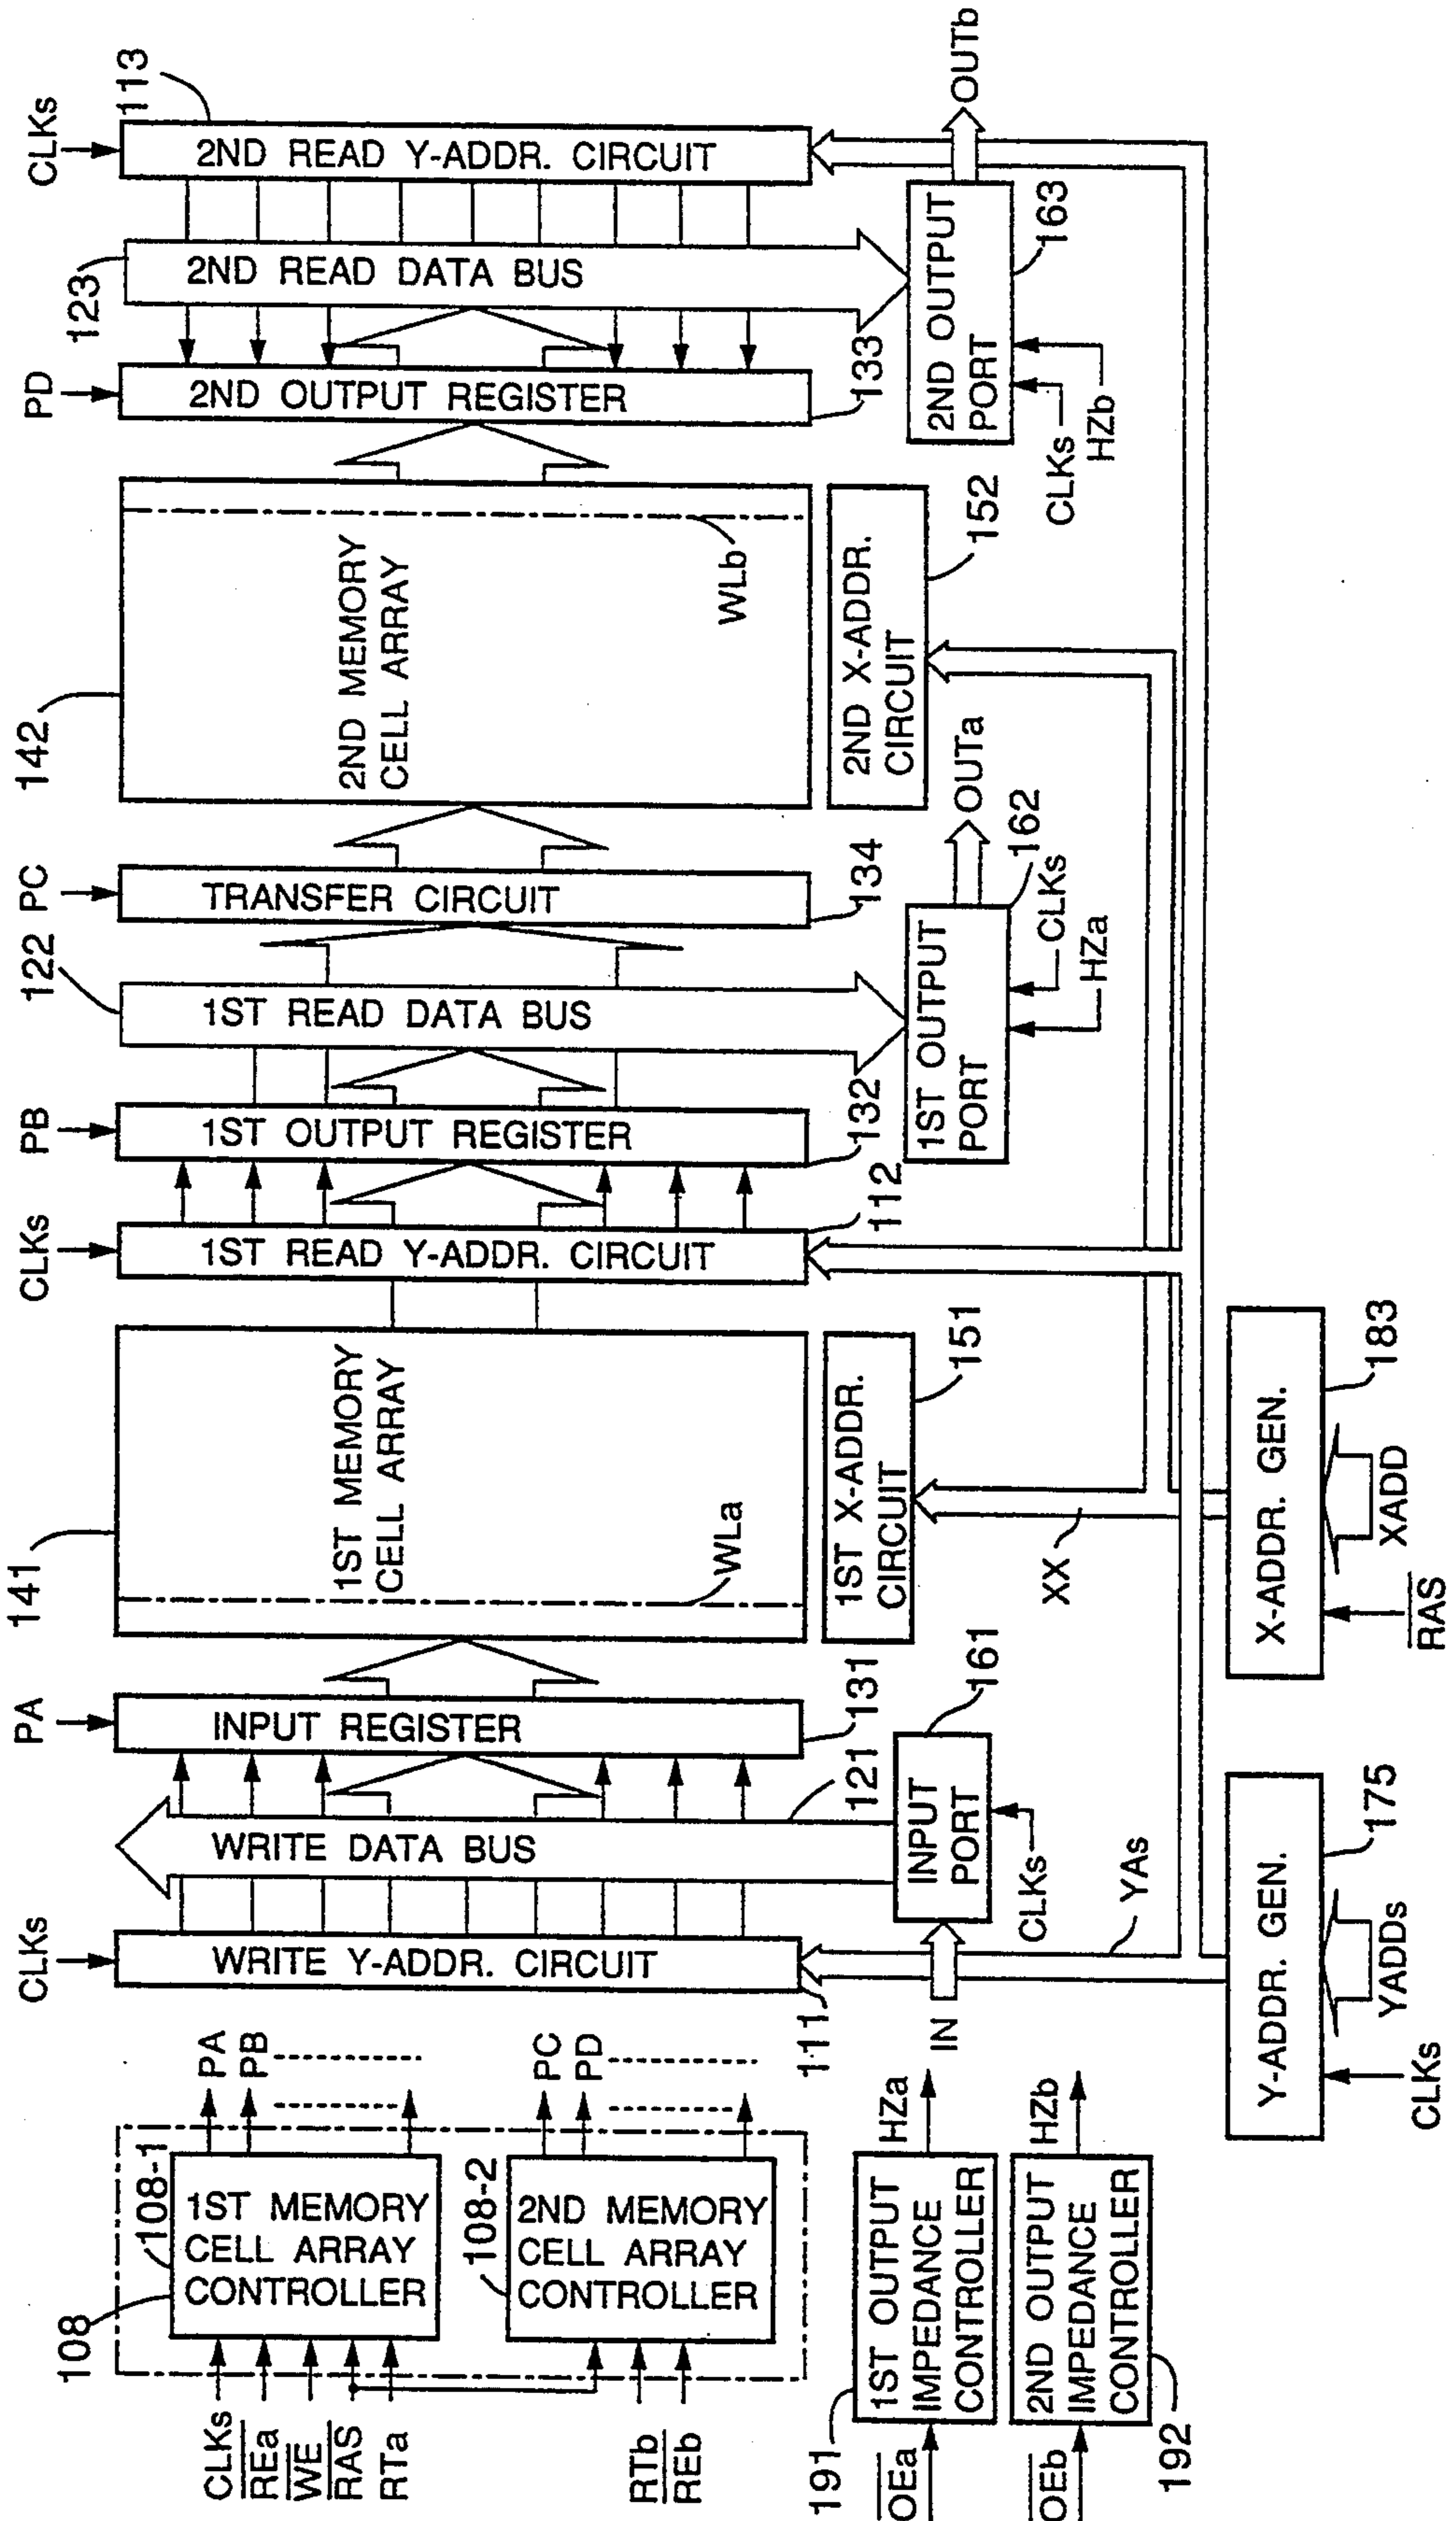 CLKs
REa
WE
RAS
RTa
108
108-1
1ST MEMORY
CELL ARRAY
CONTROLLER
PA
PB
RTb
REb
108-2
2ND MEMORY
CELL ARRAY
CONTROLLER
PC
PD
191
OEa
1ST OUTPUT
IMPEDANCE
CONTROLLER
HZa
OEb
2ND OUTPUT
IMPEDANCE
CONTROLLER
192
HZb
CLKs
WRITE Y-ADDR. CIRCUIT
111
WRITE DATA BUS
121
PA
INPUT REGISTER
131
IN
INPUT
PORT
161
CLKs
141
1ST MEMORY
CELL ARRAY
WLa
1ST X-ADDR.
CIRCUIT
151
CLKs
1ST READ Y-ADDR. CIRCUIT
112
PB
1ST OUTPUT REGISTER
132
122
1ST READ DATA BUS
PC
TRANSFER CIRCUIT
134
1ST OUTPUT
PORT
162
OUTa
HZa
CLKs
142
2ND MEMORY
CELL ARRAY
WLb
2ND X-ADDR.
CIRCUIT
152
PD
2ND OUTPUT REGISTER
133
123
2ND READ DATA BUS
CLKs
113
2ND READ Y-ADDR. CIRCUIT
2ND OUTPUT
PORT
163
OUTb
CLKs
HZb
YAs
XX
Y-ADDR. GEN.
175
CLKs
YADDs
X-ADDR. GEN.
183
RAS
XADD